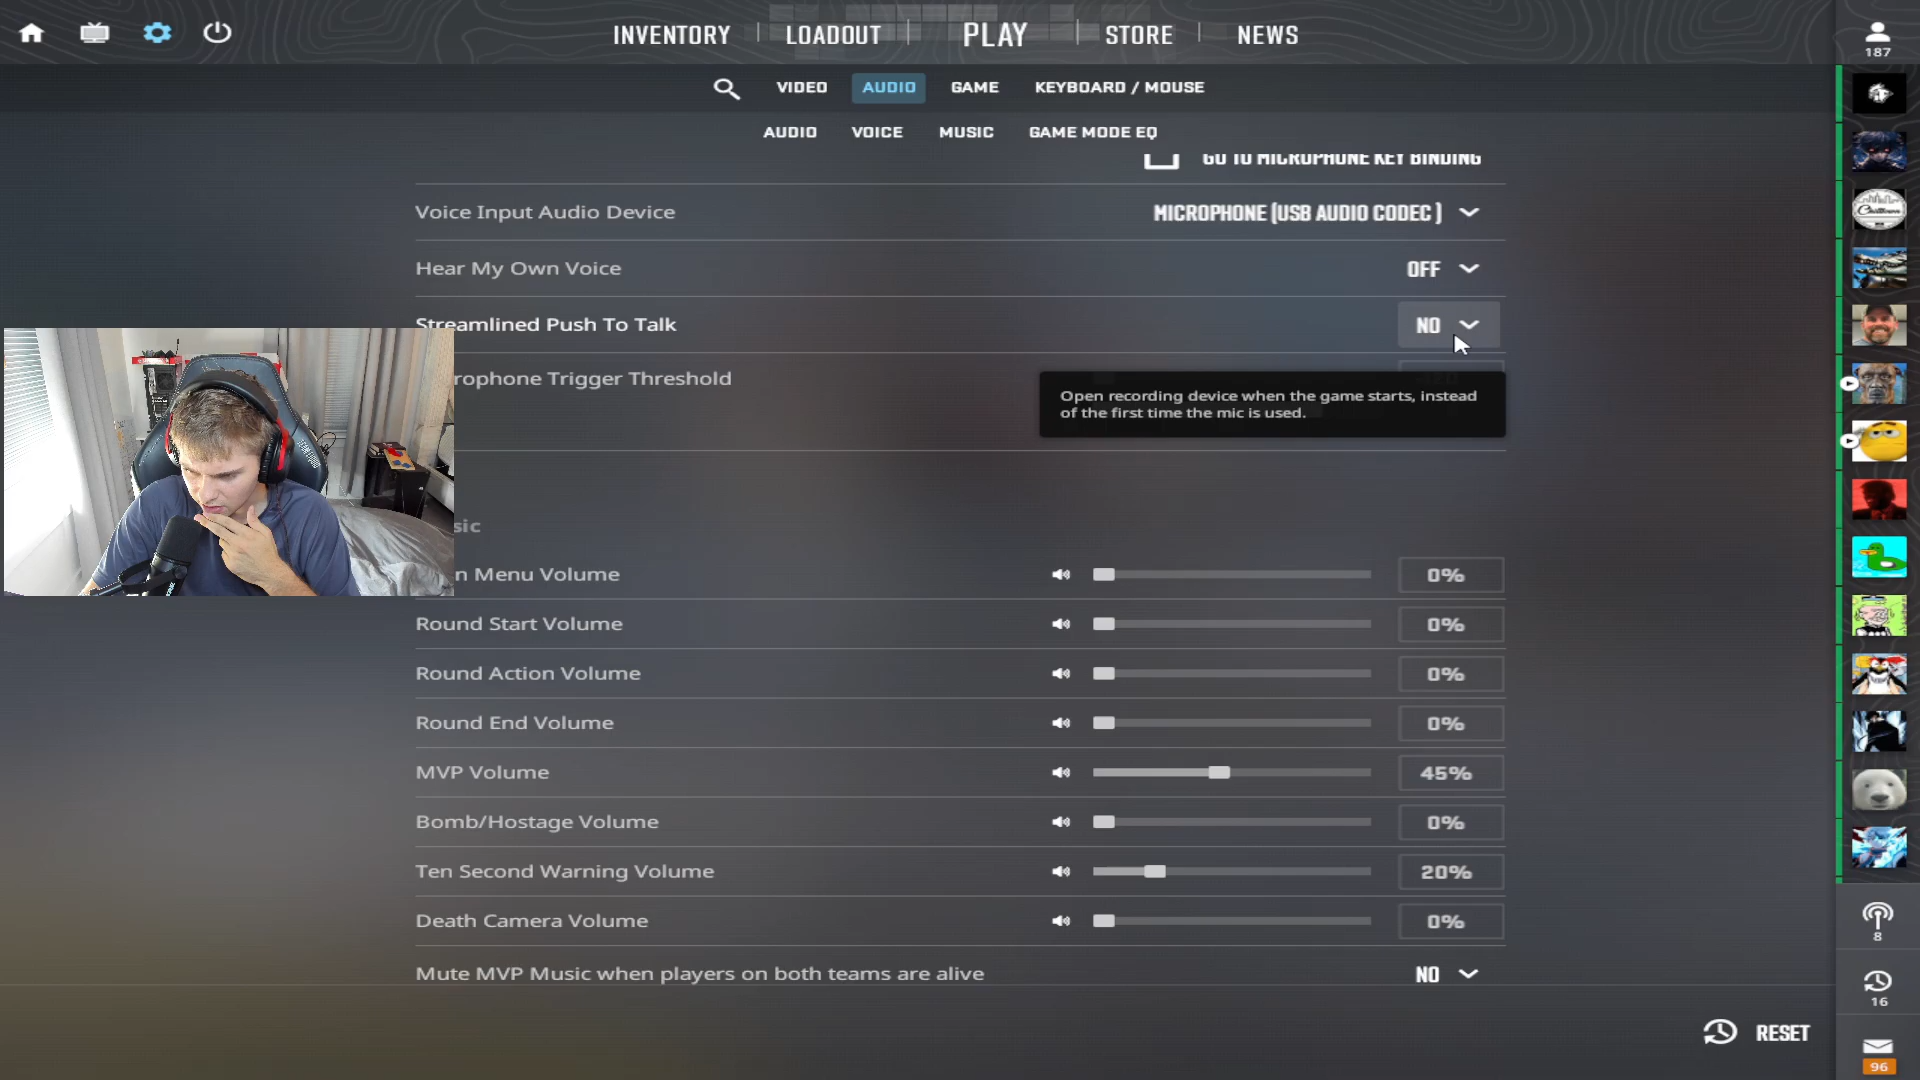 INVENTORY LOADOUT PLAY STORE NEWS
187
VIDEO AUDIO GAME KEYBOARD / MOUSE
AUDIO VOICE MUSIC GAME MODE EQ
GO TO MICROPHONE KEY BINDING
Voice Input Audio Device MICROPHONE (USB AUDIO CODEC )
Hear My Own Voice OFF
Streamlined Push To Talk NO
rophone Trigger Threshold
Open recording device when the game starts, instead
of the first time the mic is used.
sic
n Menu Volume 0%
Round Start Volume 0%
Round Action Volume 0%
Round End Volume 0%
MVP Volume 45%
Bomb/Hostage Volume 0%
Ten Second Warning Volume 20%
Death Camera Volume 0%
8
Mute MVP Music when players on both teams are alive NO
16
RESET
96